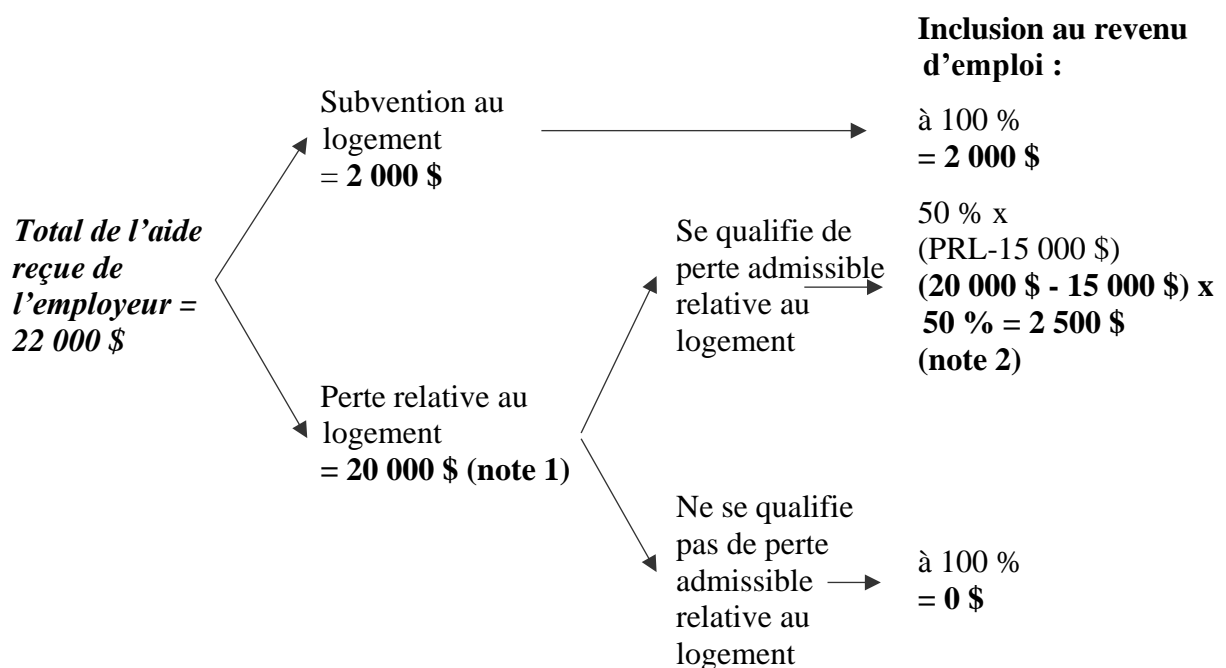 Inclusion au revenu
d’emploi :
Subvention au
logement
= 2 000 $
à 100 %
= 2 000 $
Total de l’aide
reçue de
l’employeur =
22 000 $
Se qualifie de
perte admissible
relative au
logement
50 % x
(PRL-15 000 $)
(20 000 $ - 15 000 $) x
50 % = 2 500 $
(note 2)
Perte relative au
logement
= 20 000 $ (note 1)
Ne se qualifie
pas de perte
admissible
relative au
logement
à 100 %
= 0 $